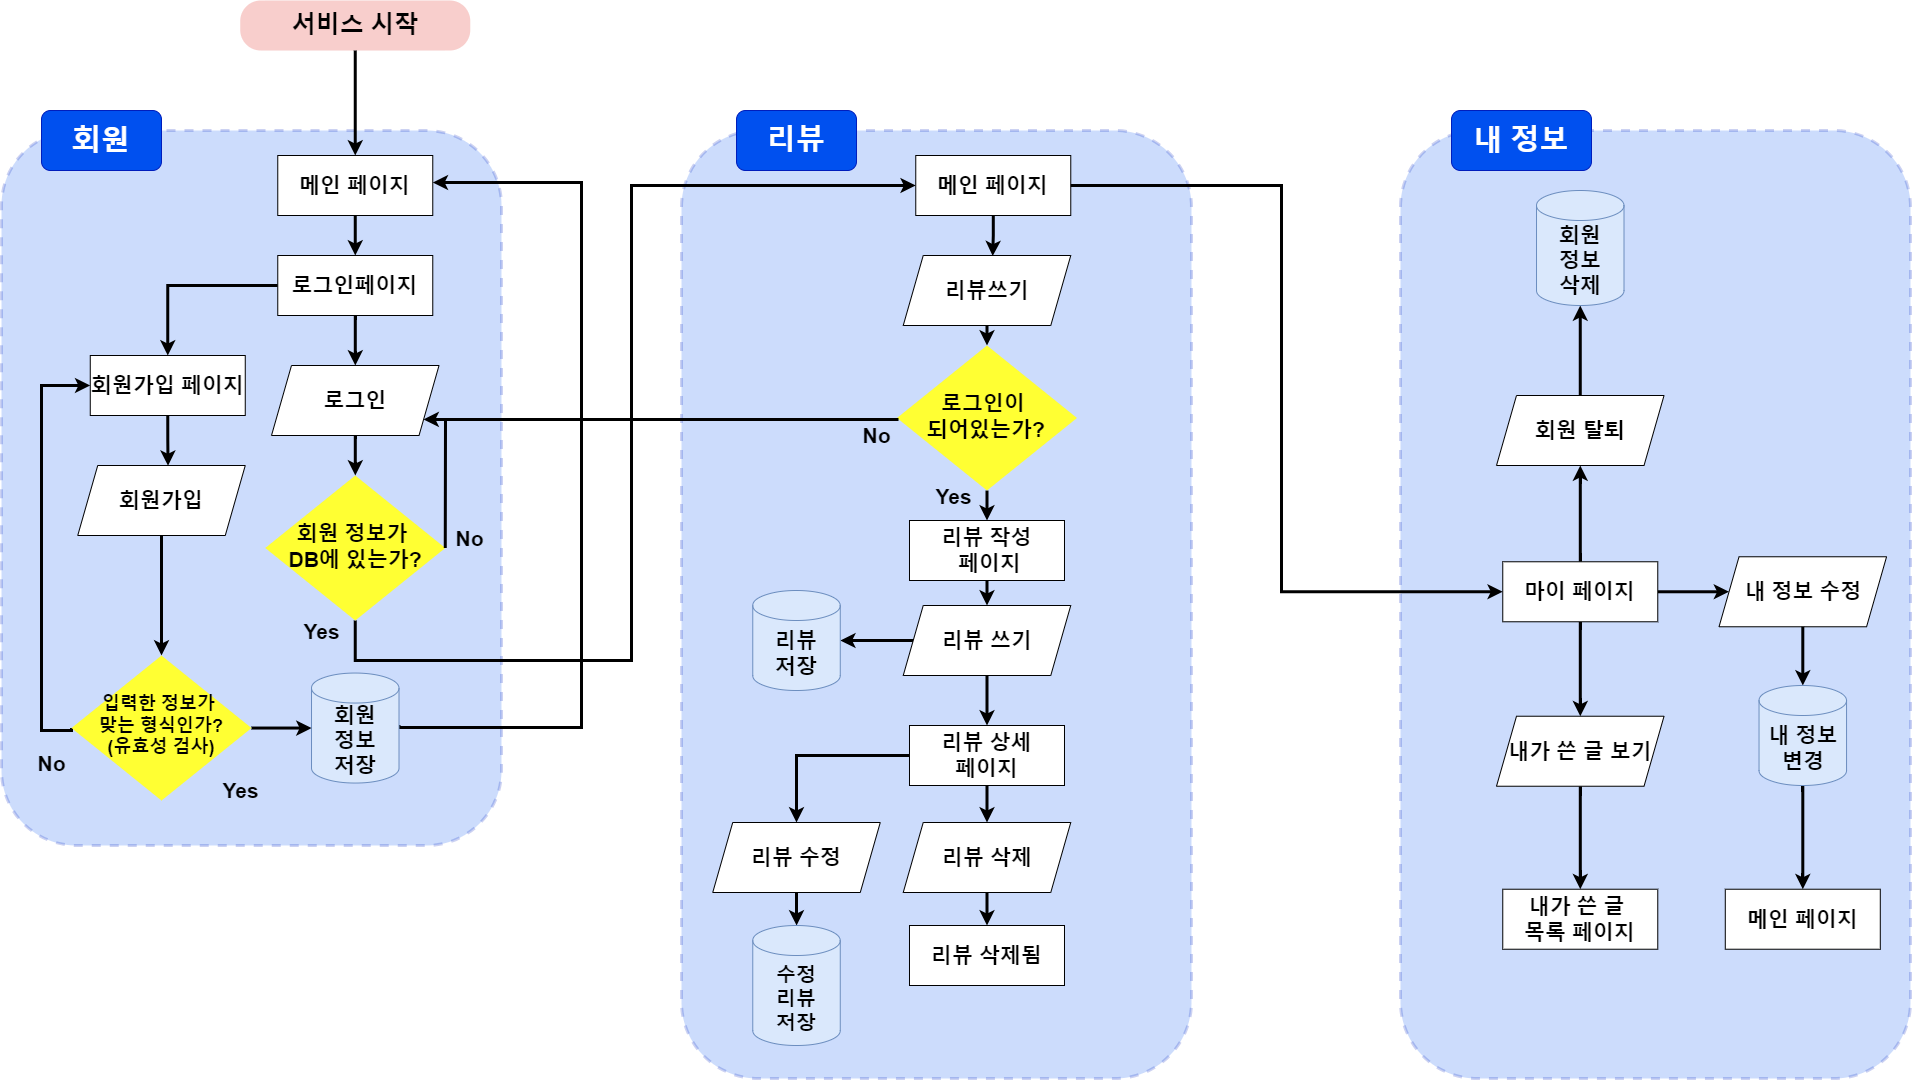 서비스 시작
회원
메인 페이지
로그인페이지
회원가입 페이지
로그인
회원가입
회원 정보가
DB에 있는가?
No
Yes
입력한 정보가
맞는 형식인가?
(유효성 검사)
No
Yes
회원
정보
저장
리뷰
메인 페이지
리뷰쓰기
로그인이
되어있는가?
No
Yes
리뷰 작성
페이지
리뷰 쓰기
리뷰
저장
리뷰 상세
페이지
리뷰 수정
리뷰 삭제
수정
리뷰
저장
리뷰 삭제됨
내 정보
회원
정보
삭제
회원 탈퇴
마이 페이지
내 정보 수정
내가 쓴 글 보기
내 정보
변경
내가 쓴 글
목록 페이지
메인 페이지